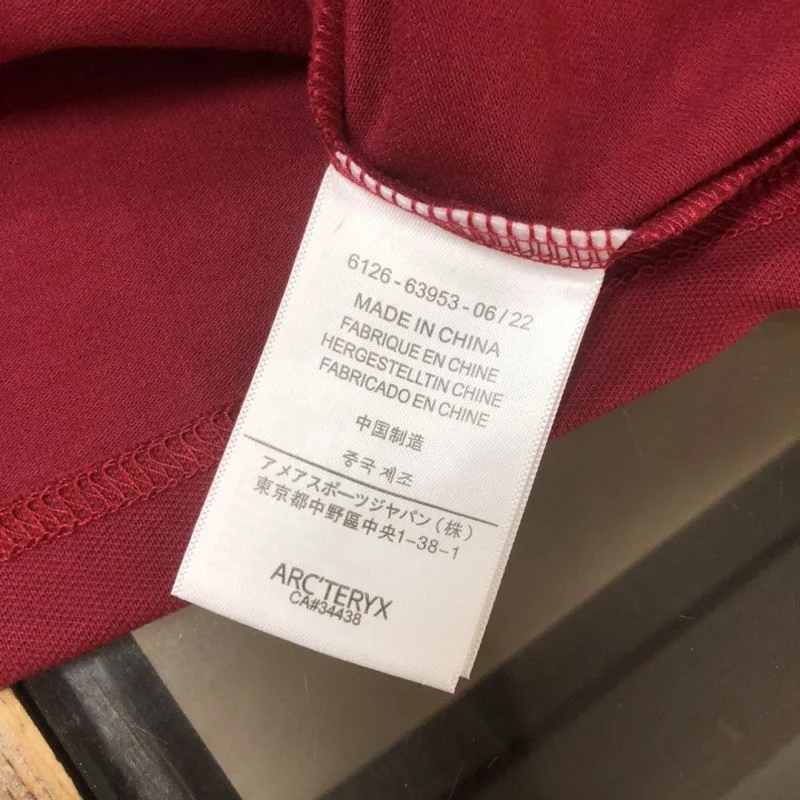 6126-63953-06/22
MADE IN CHINA
FABRIQUE EN CHINE
HERGESTELLTIN CHINE
FABRICADO EN CHINE
中国制造
중국 제조
アメアスポーツジヤパン(株)
東京都中野區中央1-38-1
ARC'TERYX
CA#34438